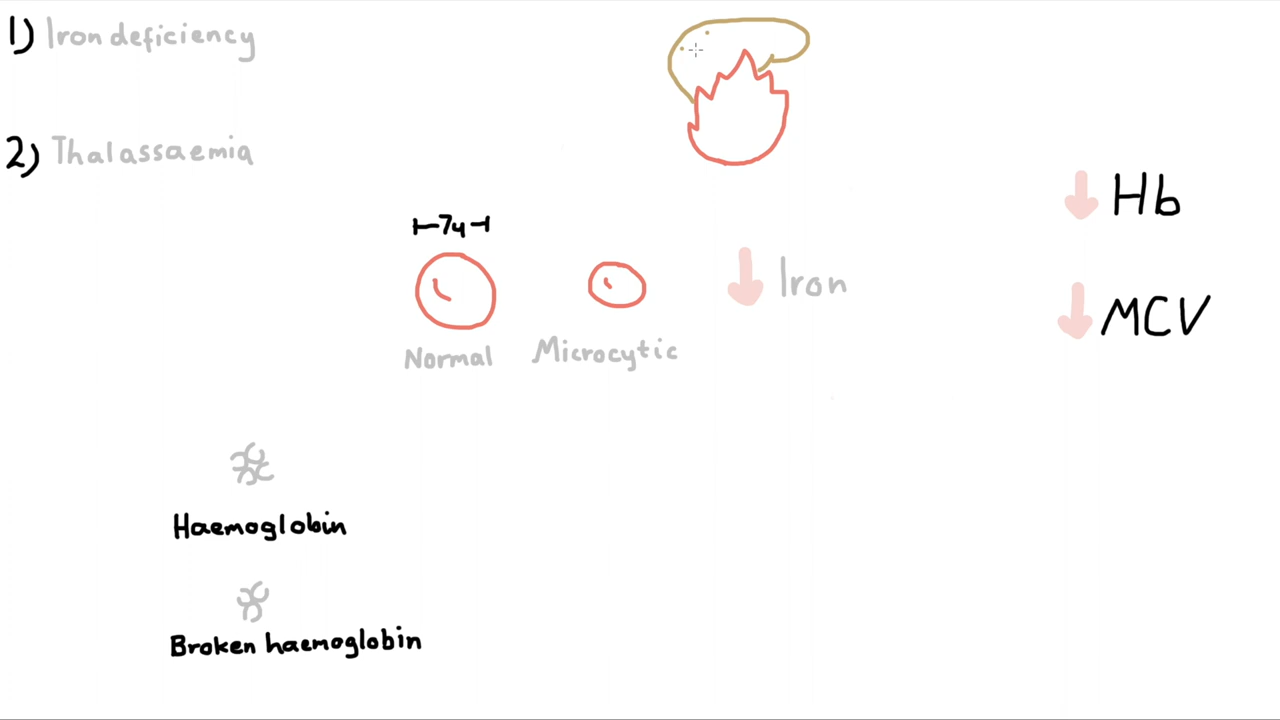 1) Iron deficiency
2) Thalassaemia
7μ
Normal
Microcytic
Iron
Hb
MCV
Haemoglobin
Broken haemoglobin